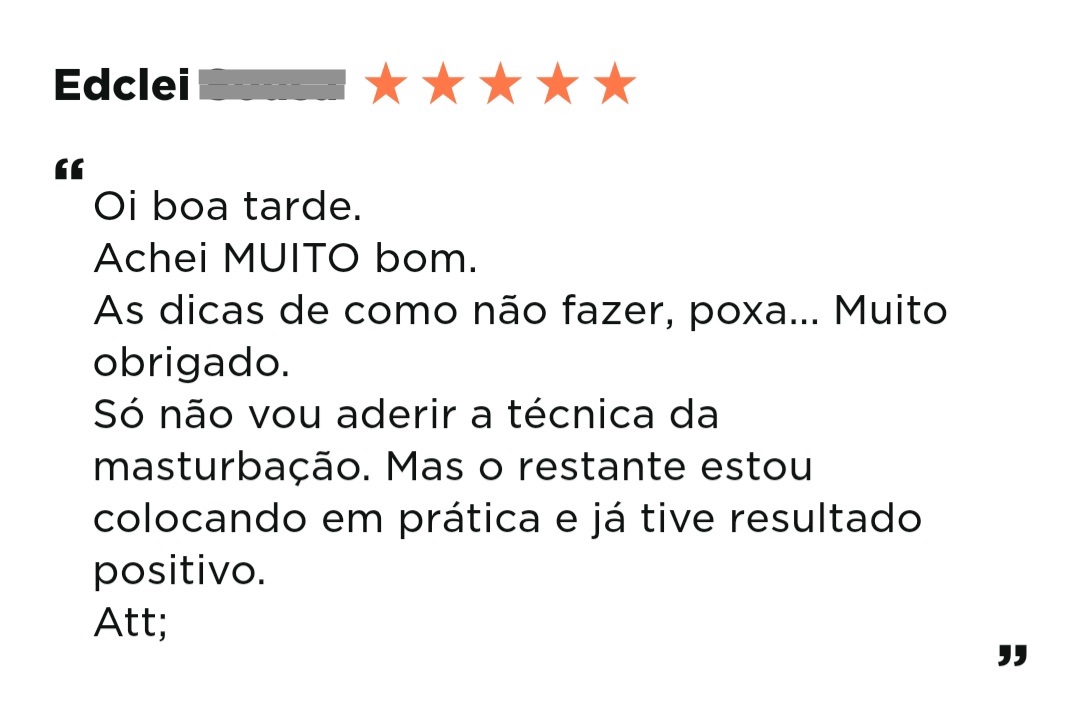 Edclei
“
Oi boa tarde.
Achei MUITO bom.
As dicas de como não fazer, poxa... Muito
obrigado.
Só não vou aderir a técnica da
masturbação. Mas o restante estou
colocando em prática e já tive resultado
positivo.
Att;
”